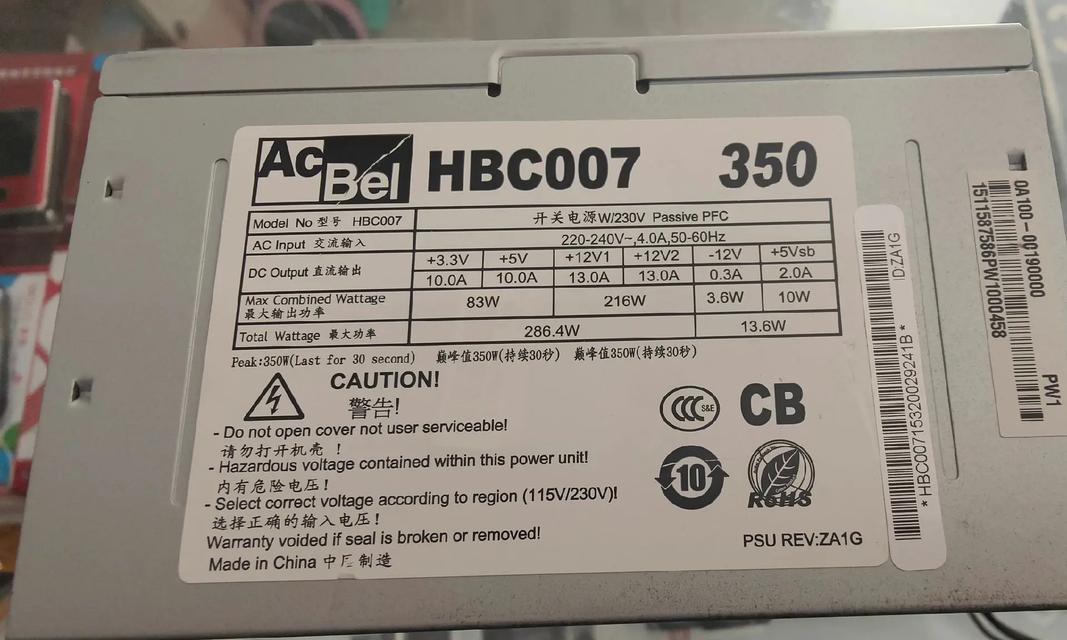 AcBel HBC007 350
Model No 型号 HBC007 开关电源W/230V Passive PFC
AC Input 交流输入 220-240V~,4.0A,50-60Hz
DC Output 直流输出 +3.3V +5V +12V1 +12V2 -12V +5Vsb
10.0A 10.0A 13.0A 13.0A 0.3A 2.0A
Max Combined Wattage 83W 216W 3.6W 10W
最大输出功率
Total Wattage 最大功率 286.4W 13.6W
Peak:350W(Last for 30 second) 巅峰值350W(持续30秒) 巅峰值350W(持续30秒)
CAUTION!
警告!
- Do not open cover not user serviceable!
请勿打开机壳 !
- Hazardous voltage contained within this power unit!
内有危险电压!
- Select correct voltage according to region (115V/230V)!
选择正确的输入电压!
Warranty voided if seal is broken or removed!
Made in China 中国制造
CCC S&E
CB
10
RoHS
PSU REV:ZA1G
*HBC0071532002924 1B*
ID:ZA1G
0A100-00190000
1511587586PW1000458
PW1